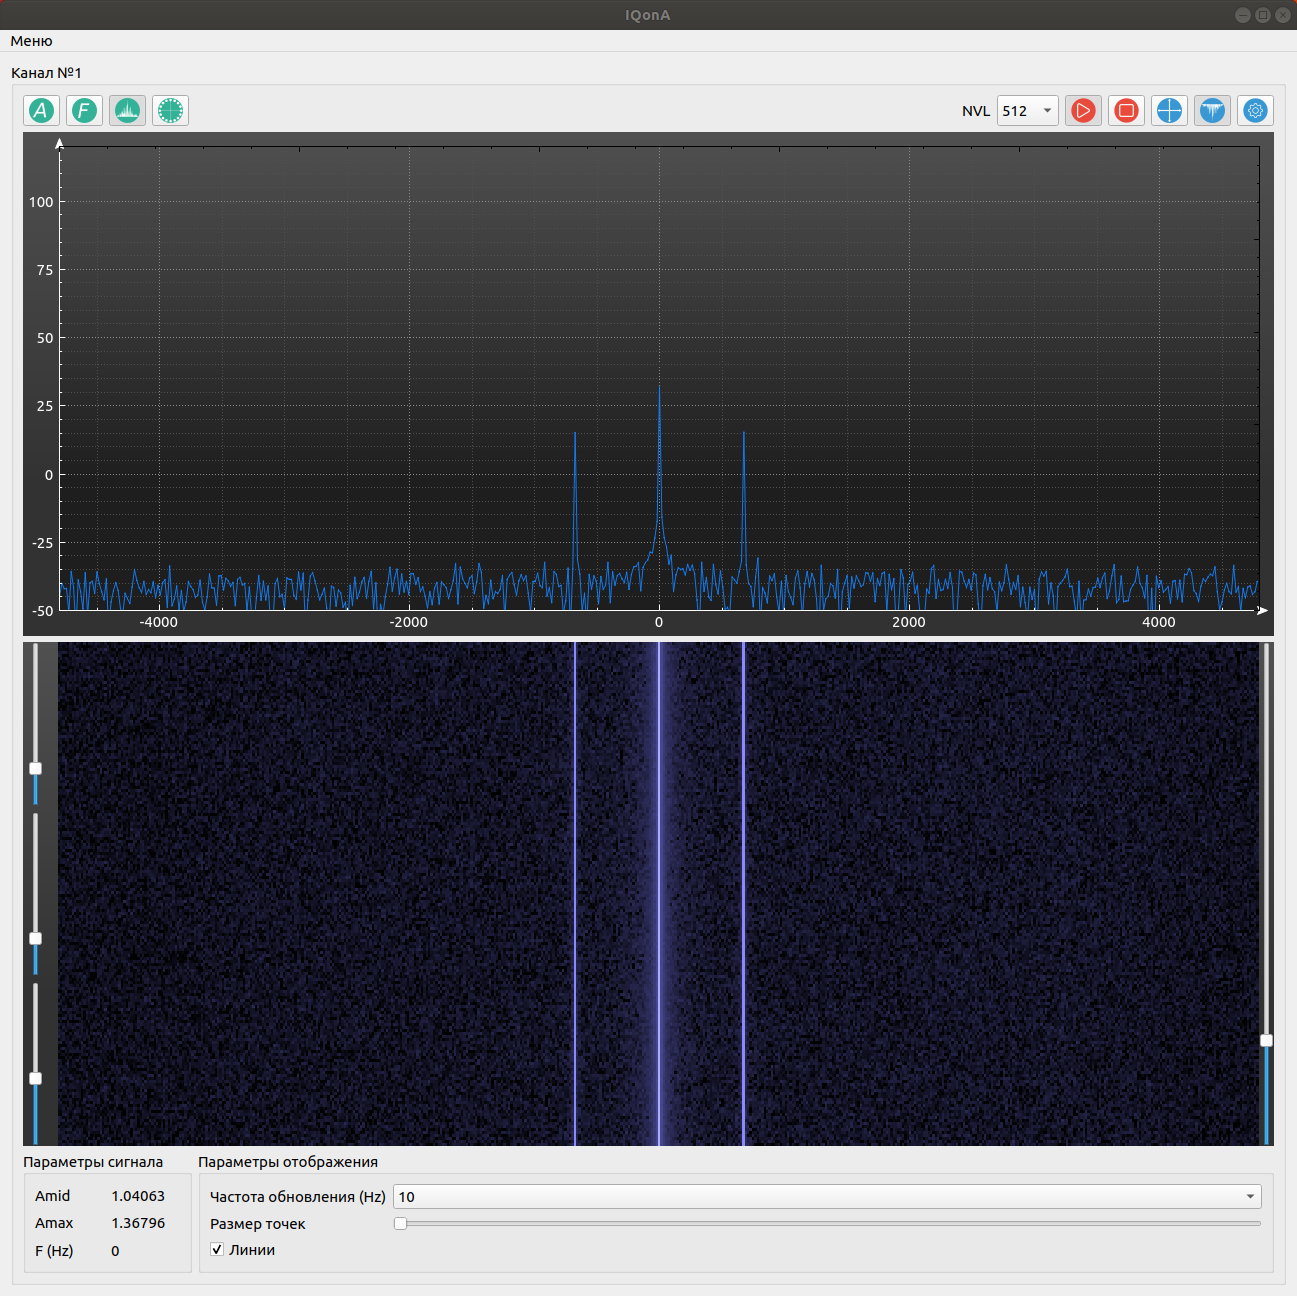 IQonA
Меню
Канал №1
A F NVL 512
100
75
50
25
0
-25
-50
-4000 -2000 0 2000 4000
Параметры сигнала Параметры отображения
Amid 1.04063 Частота обновления (Hz) 10
Amax 1.36796 Размер точек
F (Hz) 0 Линии